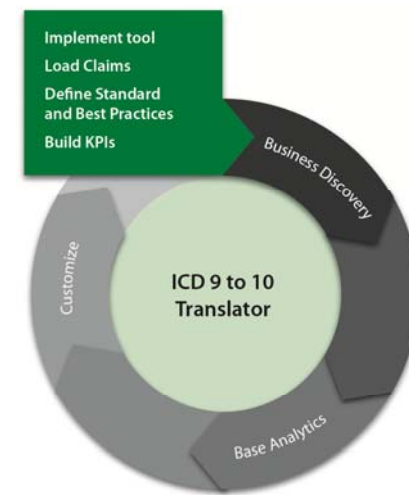 Implement tool
Load Claims
Define Standard
and Best Practices
Build KPIs
Business Discovery
Customize
ICD 9 to 10
Translator
Base Analytics